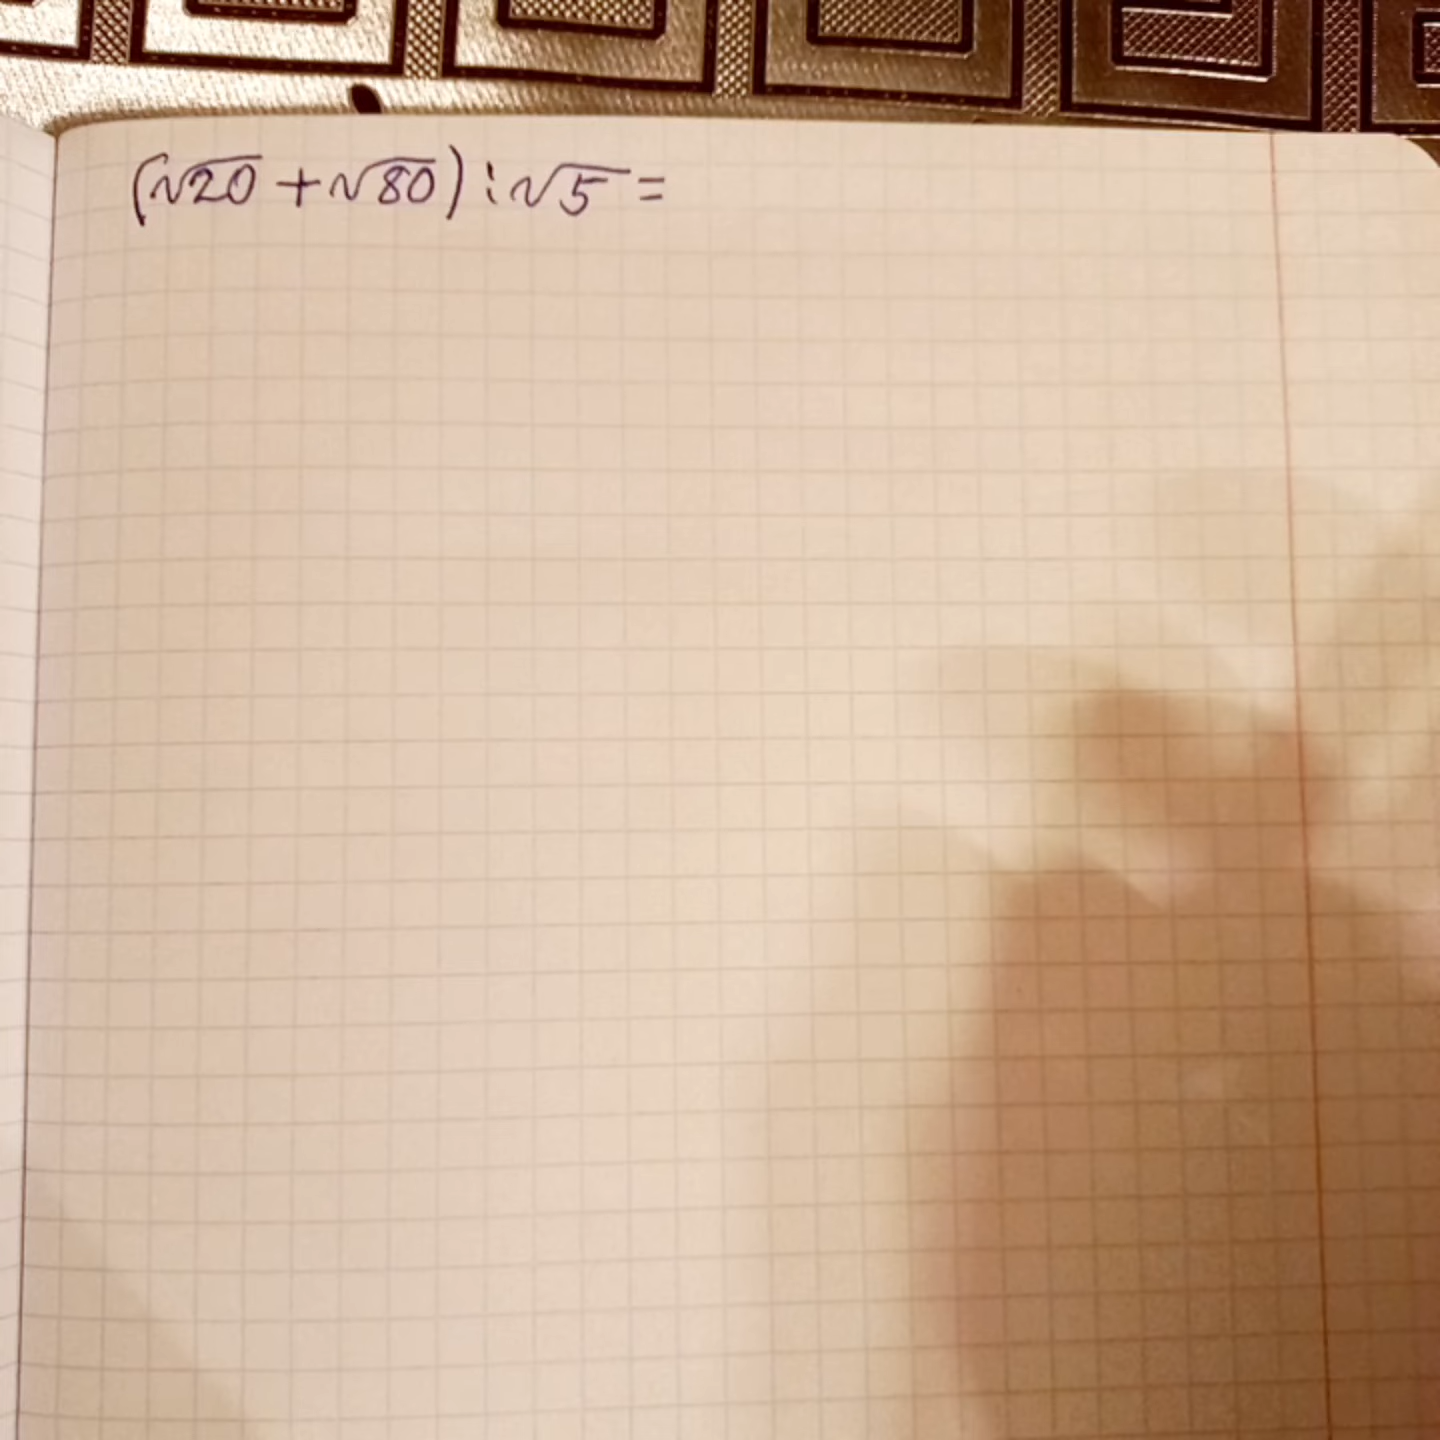 (√20 + √80) : √5 =